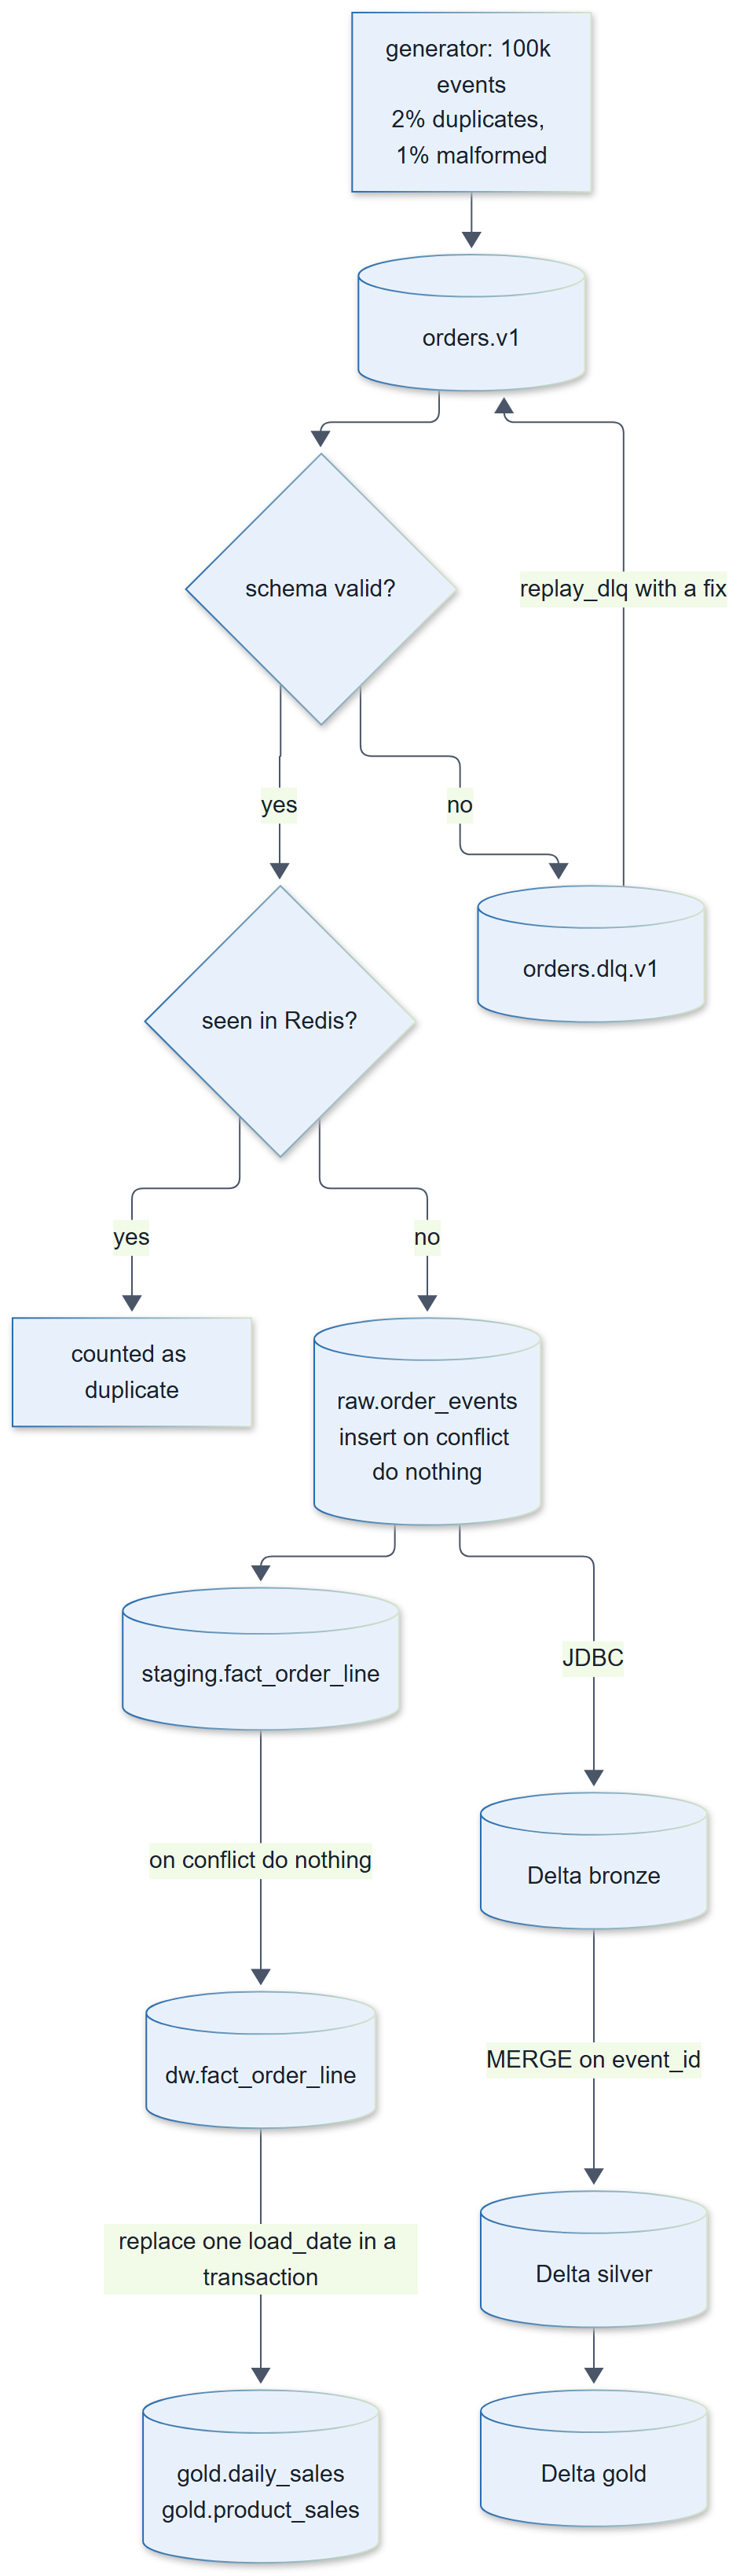 generator: 100k
events
2% duplicates,
1% malformed
orders.v1
schema valid?
replay_dlq with a fix
yes
no
orders.dlq.v1
seen in Redis?
yes
no
counted as
duplicate
raw.order_events
insert on conflict
do nothing
staging.fact_order_line
JDBC
on conflict do nothing
Delta bronze
dw.fact_order_line
MERGE on event_id
replace one load_date in a
transaction
Delta silver
gold.daily_sales
gold.product_sales
Delta gold